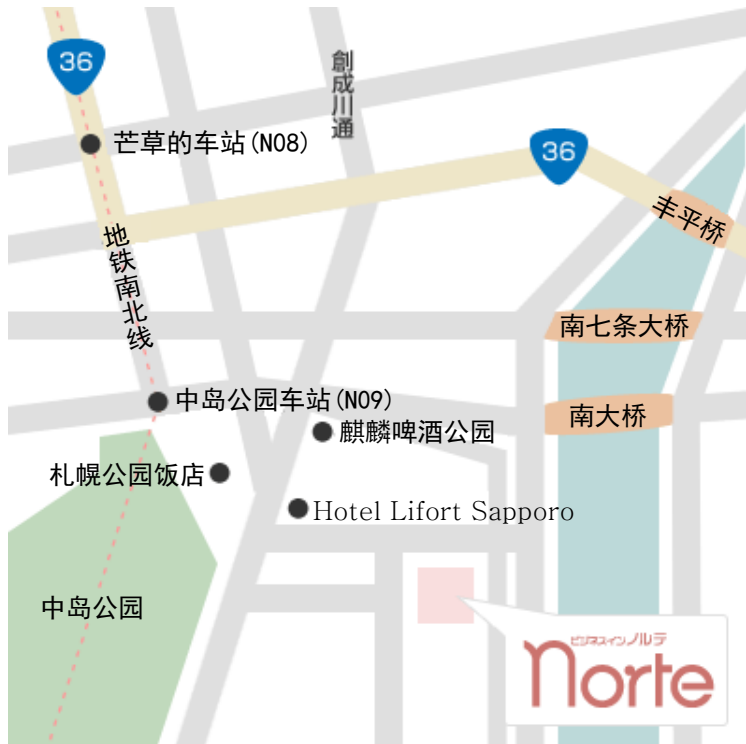 36
創成川通
芒草的车站(N08)
36
丰平桥
地铁南北线
南七条大桥
中岛公园车站(N09)
南大桥
麒麟啤酒公园
札幌公园饭店
Hotel Lifort Sapporo
中岛公园
ビジネスインノルテ
norte